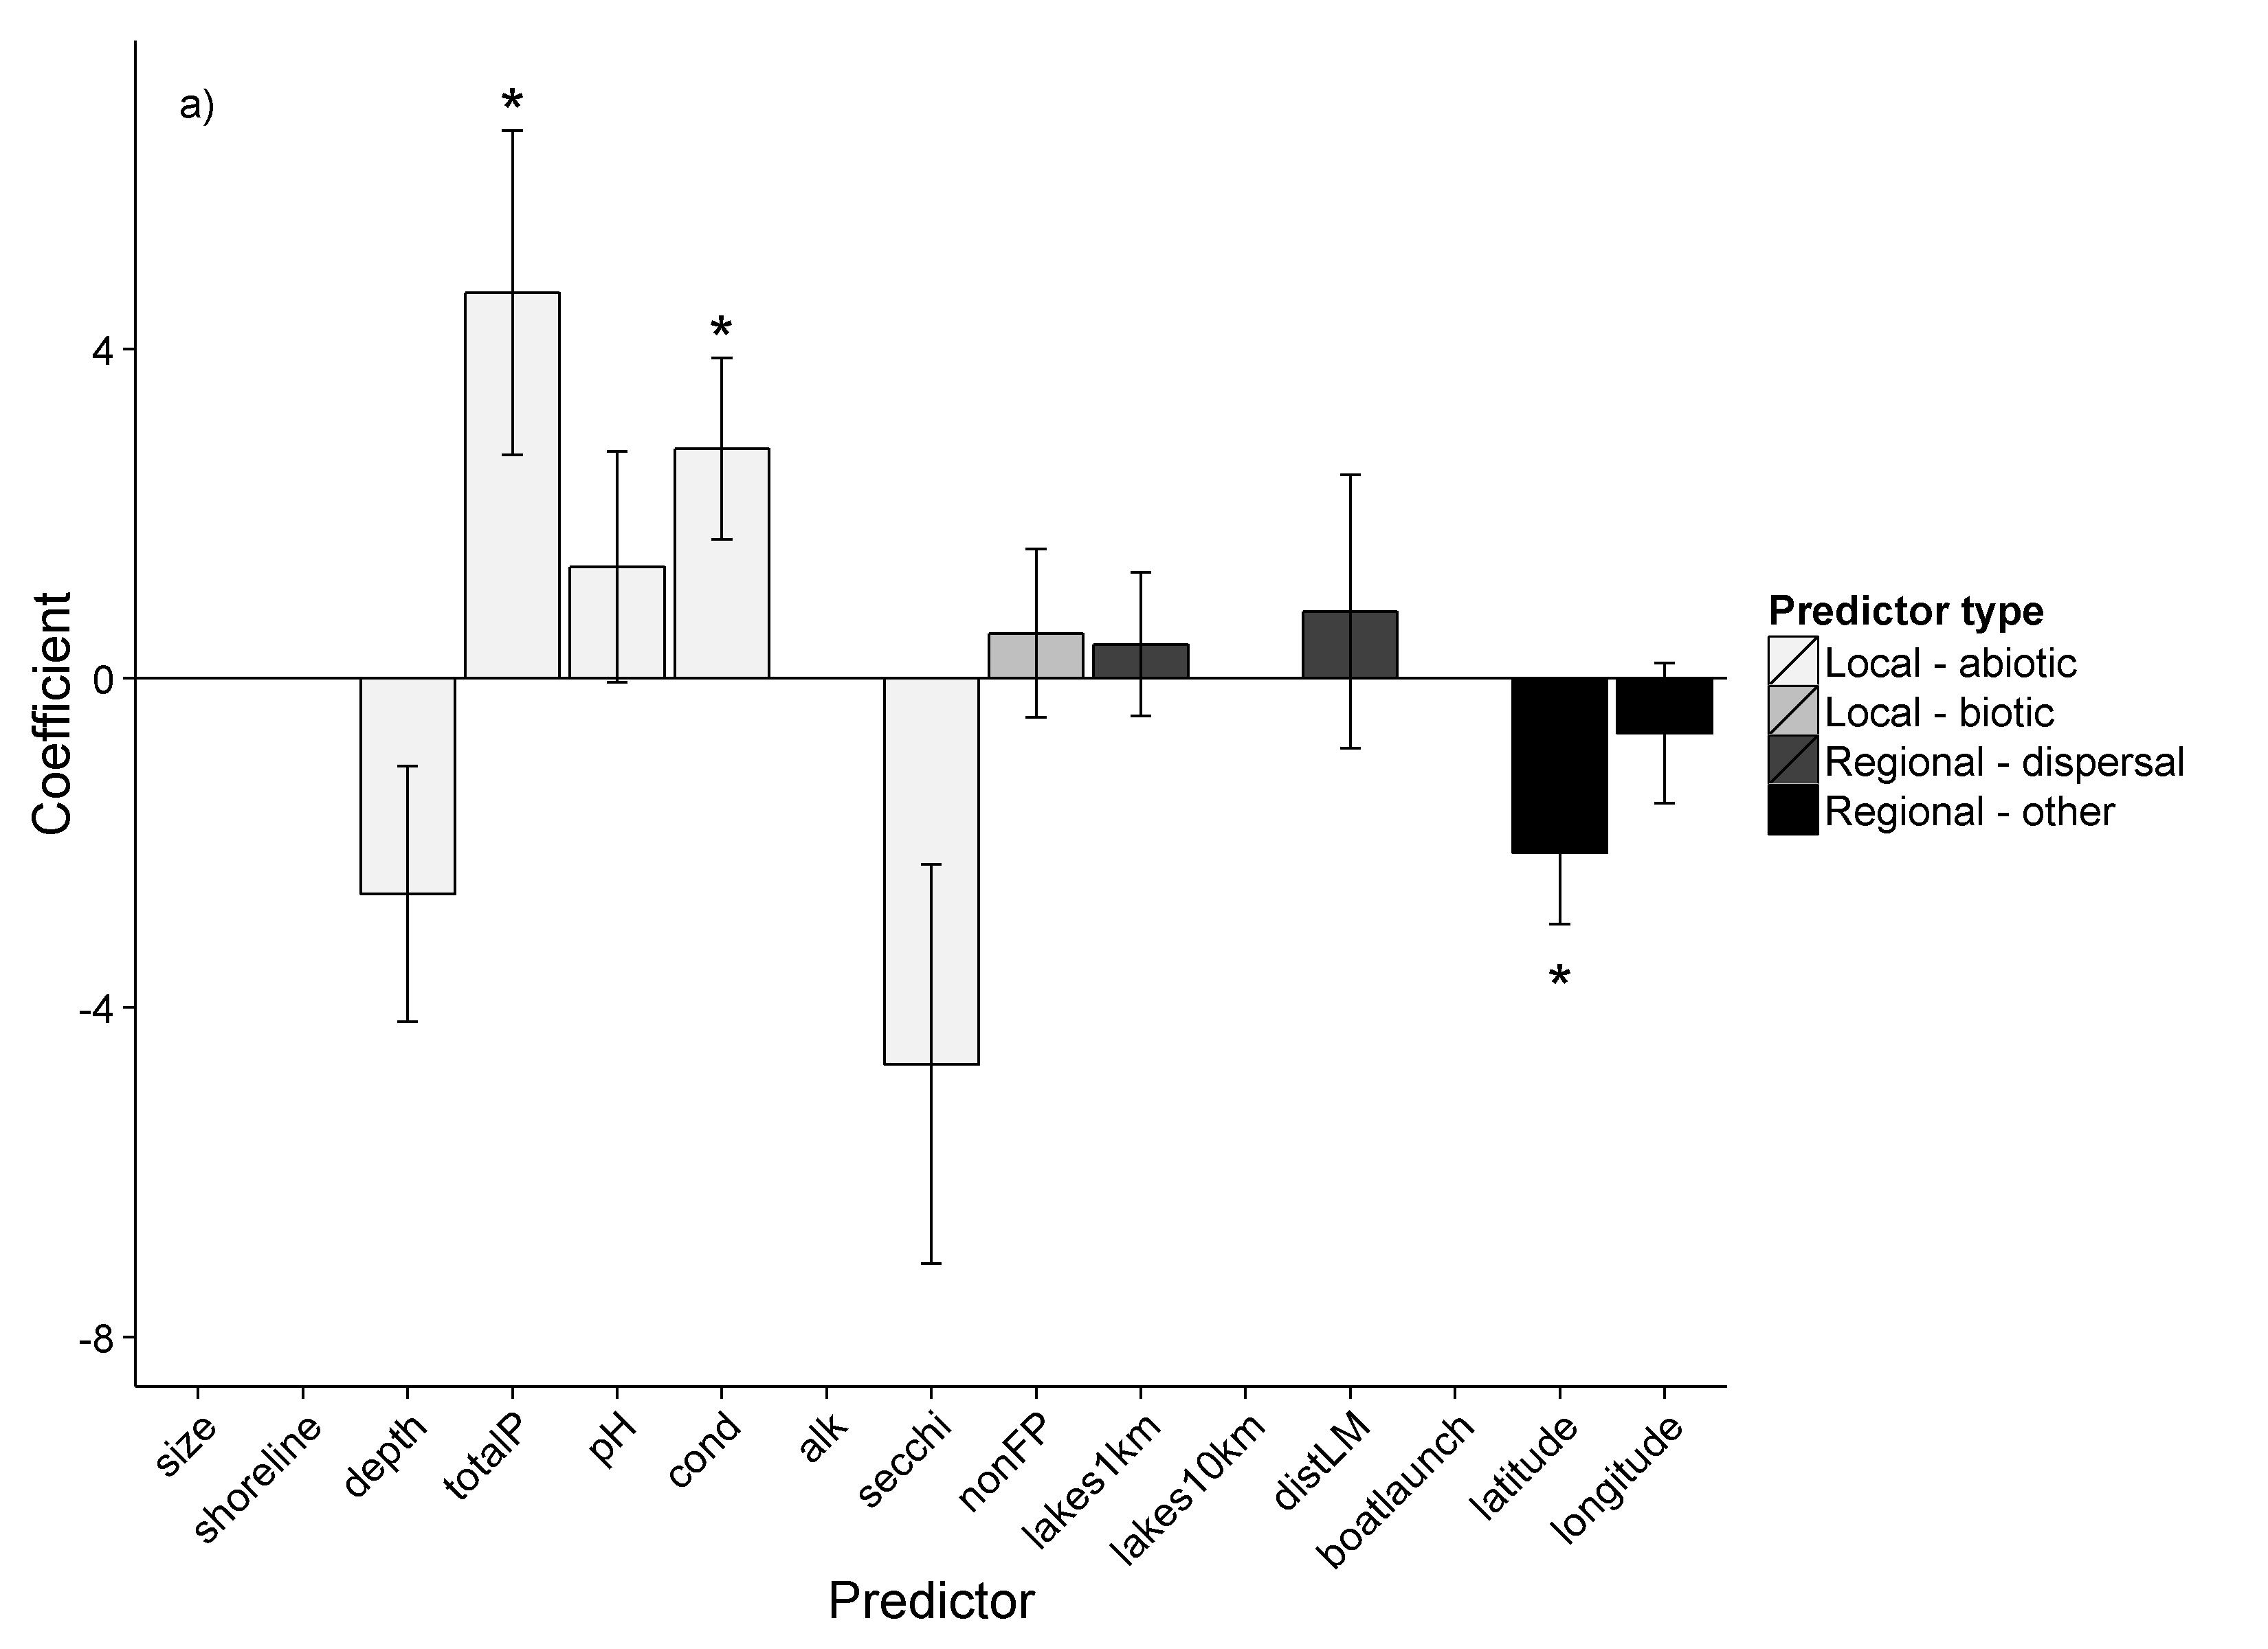 a)
*
*
*
4
0
-4
-8
Coefficient
size
shoreline
depth
totalP
pH
cond
alk
secchi
nonFP
lakes1km
lakes10km
distLM
boatlaunch
latitude
longitude
Predictor
Predictor type
Local - abiotic
Local - biotic
Regional - dispersal
Regional - other